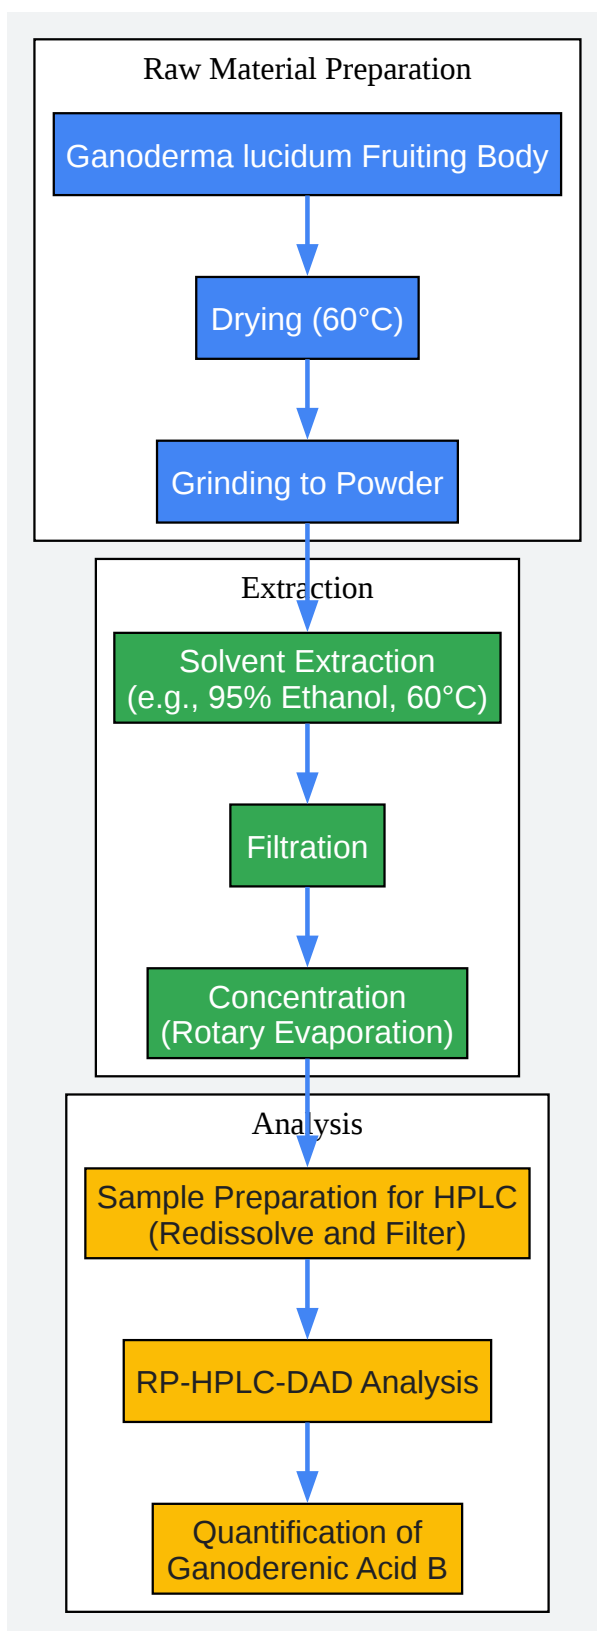 Raw Material Preparation
Ganoderma lucidum Fruiting Body
Drying (60°C)
Grinding to Powder
Extraction
Solvent Extraction
(e.g., 95% Ethanol, 60°C)
Filtration
Concentration
(Rotary Evaporation)
Analysis
Sample Preparation for HPLC
(Redissolve and Filter)
RP-HPLC-DAD Analysis
Quantification of
Ganoderenic Acid B